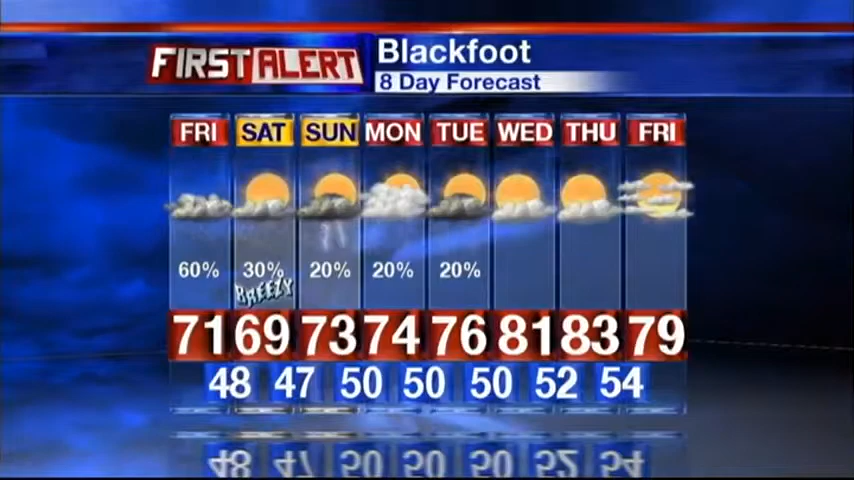 FIRST ALERT
Blackfoot
8 Day Forecast
FRI SAT SUN MON TUE WED THU FRI
60% 30% 20% 20% 20%
BREEZY
71 69 73 74 76 81 83 79
48 47 50 50 50 52 54